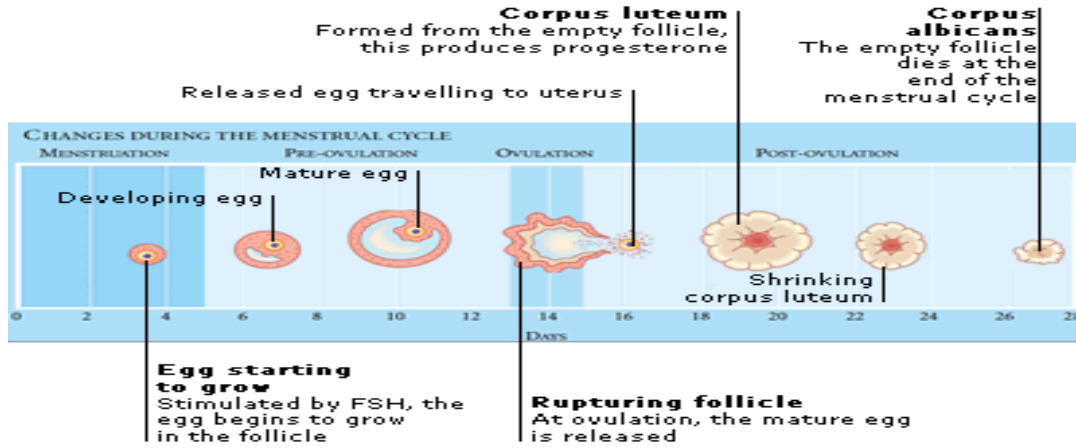 Corpus luteum
Formed from the empty follicle,
this produces progesterone
Corpus
albicans
The empty follicle
dies at the
end of the
menstrual cycle
Released egg travelling to uterus
CHANGES DURING THE MENSTRUAL CYCLE
MENSTRUATION
PRE-OVULATION
OVULATION
POST-OVULATION
Mature egg
Developing egg
Shrinking
corpus luteum
0 2 4 6 8 10 12 14 16 18 20 22 24 26 28
DAYS
Egg starting
to grow
Stimulated by FSH, the
egg begins to grow
in the follicle
Rupturing follicle
At ovulation, the mature egg
is released